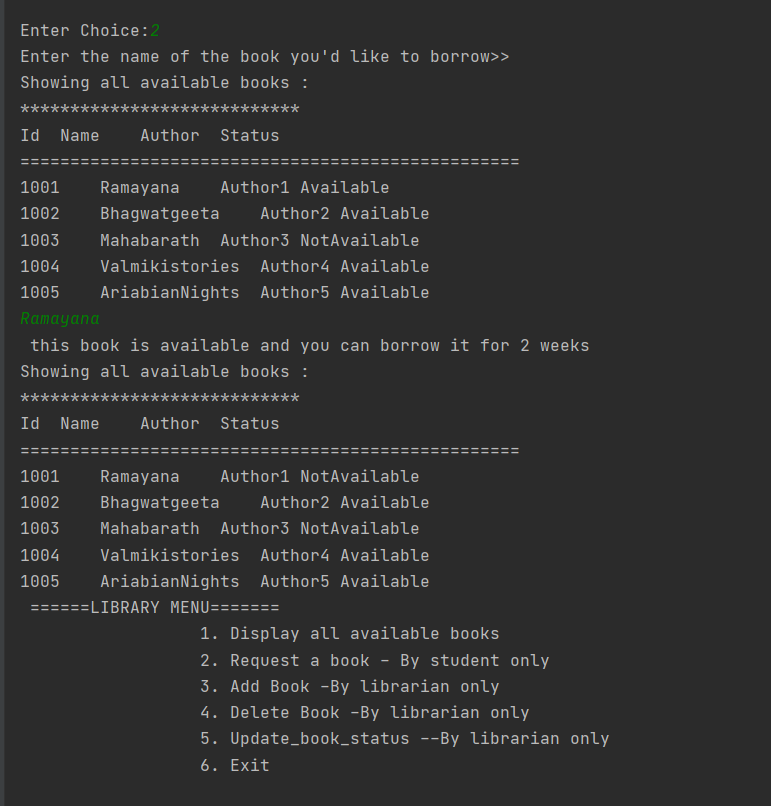 Enter Choice:2
Enter the name of the book you'd like to borrow>>
Showing all available books :
****************************
Id  Name    Author  Status
==================================================
1001    Ramayana    Author1 Available
1002    Bhagwatgeeta    Author2 Available
1003    Mahabarath  Author3 NotAvailable
1004    Valmikistories  Author4 Available
1005    AriabianNights  Author5 Available
Ramayana
 this book is available and you can borrow it for 2 weeks
Showing all available books :
****************************
Id  Name    Author  Status
==================================================
1001    Ramayana    Author1 NotAvailable
1002    Bhagwatgeeta    Author2 Available
1003    Mahabarath  Author3 NotAvailable
1004    Valmikistories  Author4 Available
1005    AriabianNights  Author5 Available
 ======LIBRARY MENU=======
                  1. Display all available books
                  2. Request a book - By student only
                  3. Add Book -By librarian only
                  4. Delete Book -By librarian only
                  5. Update_book_status --By librarian only
                  6. Exit